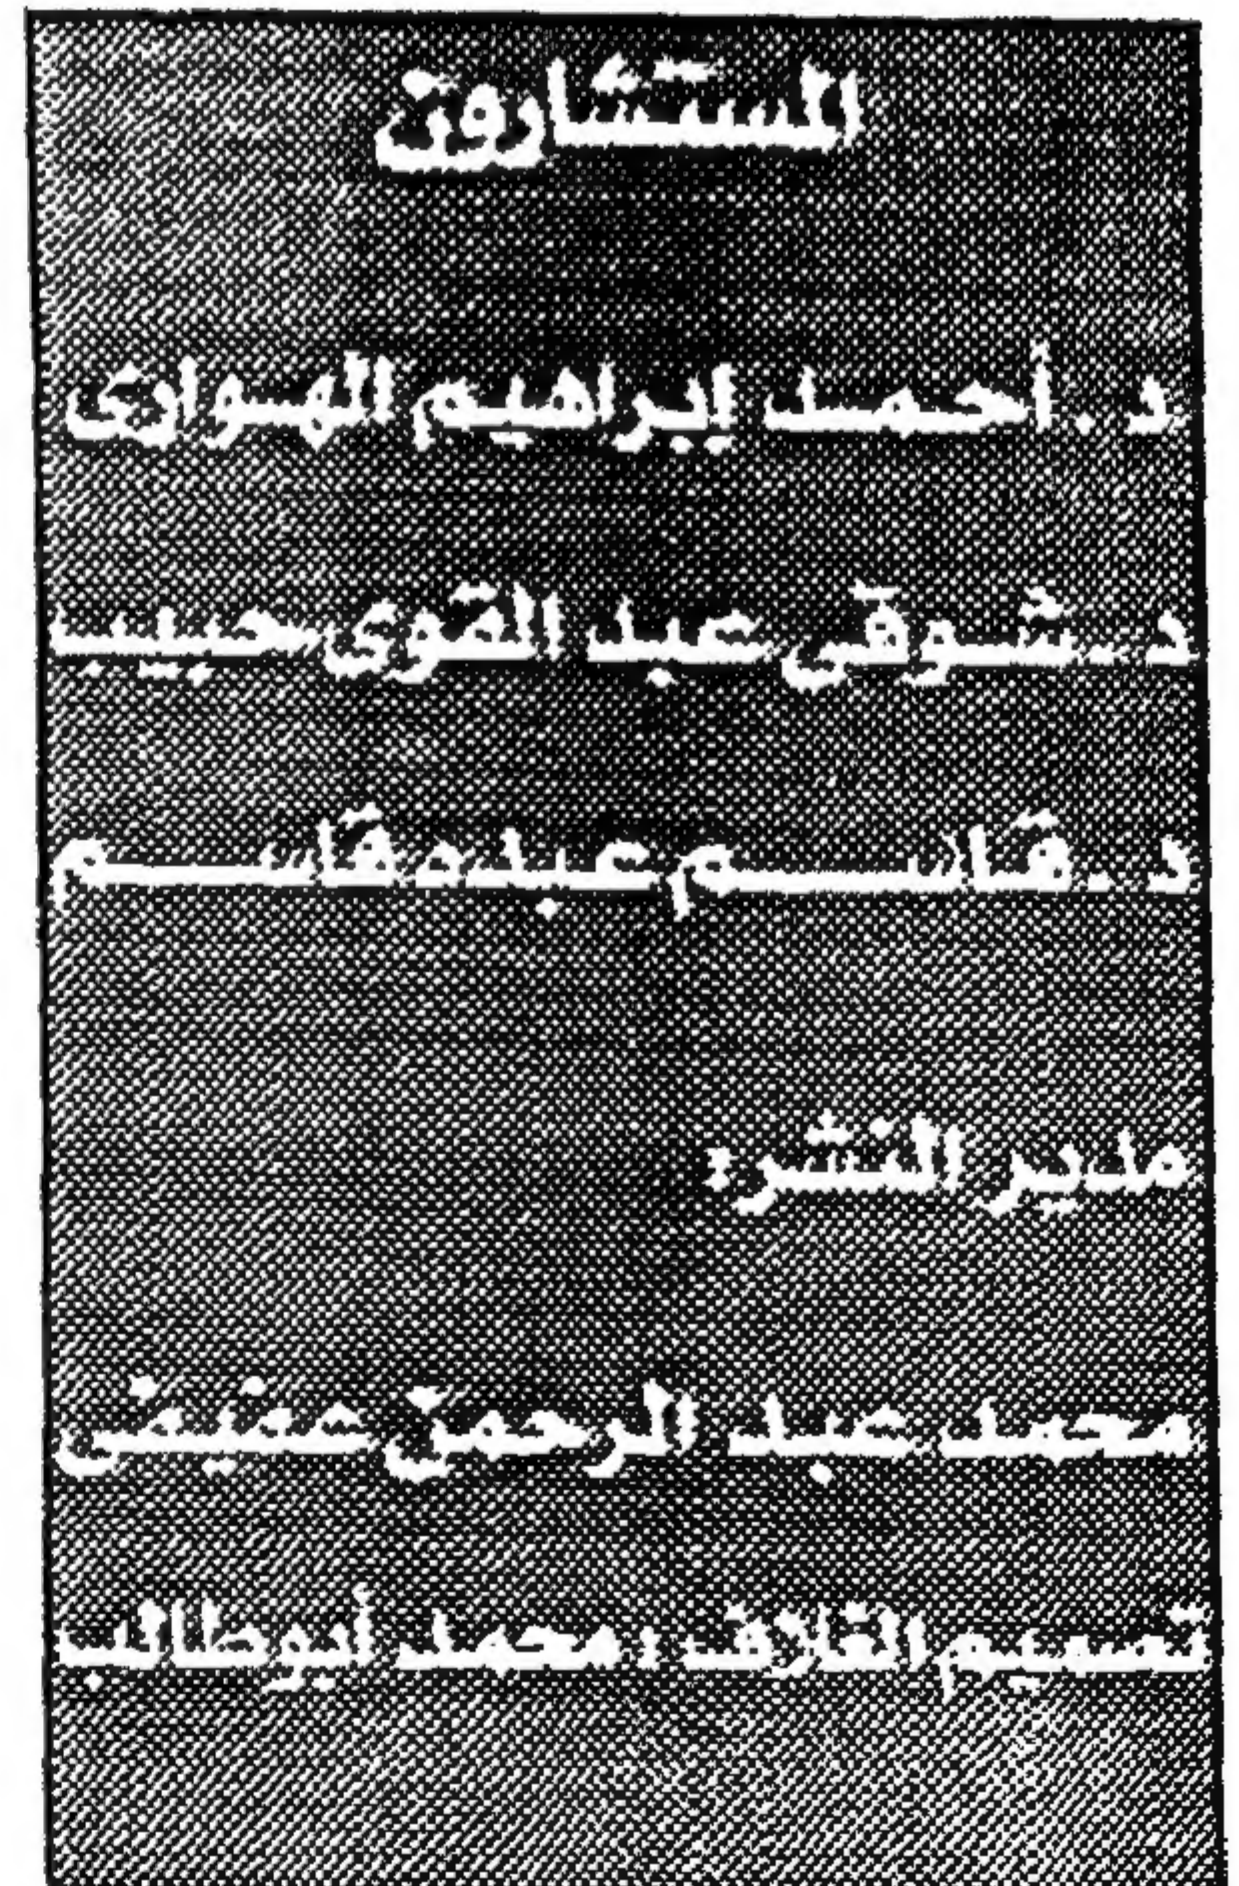 المستشارون
د. أحمد إبراهيم الهوارى
د. شوقى عبد القوى حبيب
د. قاسم عبده قاسم
مدير النشر:
محمد عبد الرحمن عفيفى
تصميم الغلاف : محمد أبو طالب